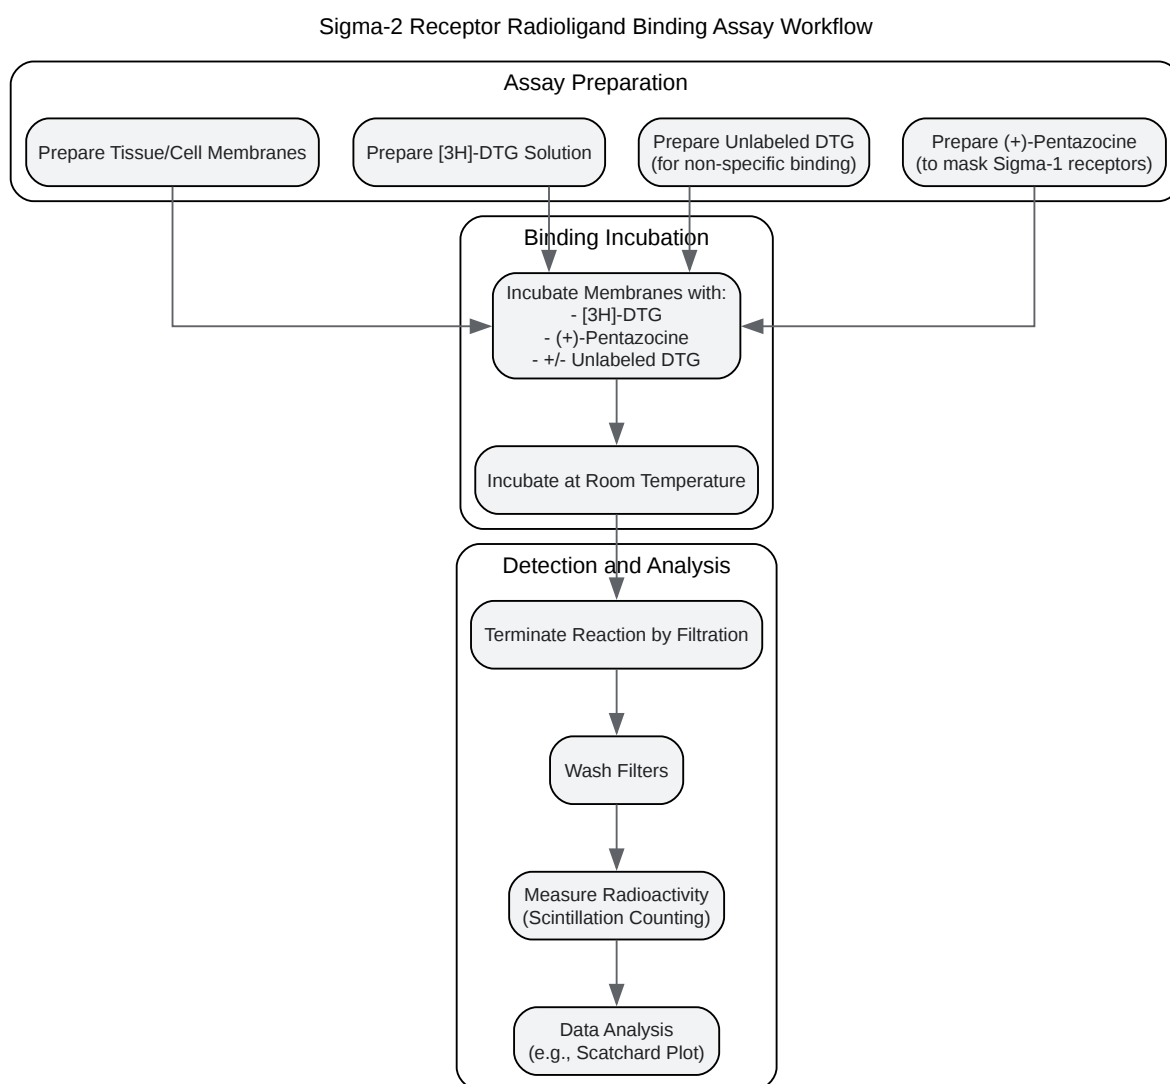 Sigma-2 Receptor Radioligand Binding Assay Workflow
Assay Preparation
Prepare Tissue/Cell Membranes
Prepare [3H]-DTG Solution
Prepare Unlabeled DTG
(for non-specific binding)
Prepare (+)-Pentazocine
(to mask Sigma-1 receptors)
Binding Incubation
Incubate Membranes with:
- [3H]-DTG
- (+)-Pentazocine
- +/- Unlabeled DTG
Incubate at Room Temperature
Detection and Analysis
Terminate Reaction by Filtration
Wash Filters
Measure Radioactivity
(Scintillation Counting)
Data Analysis
(e.g., Scatchard Plot)